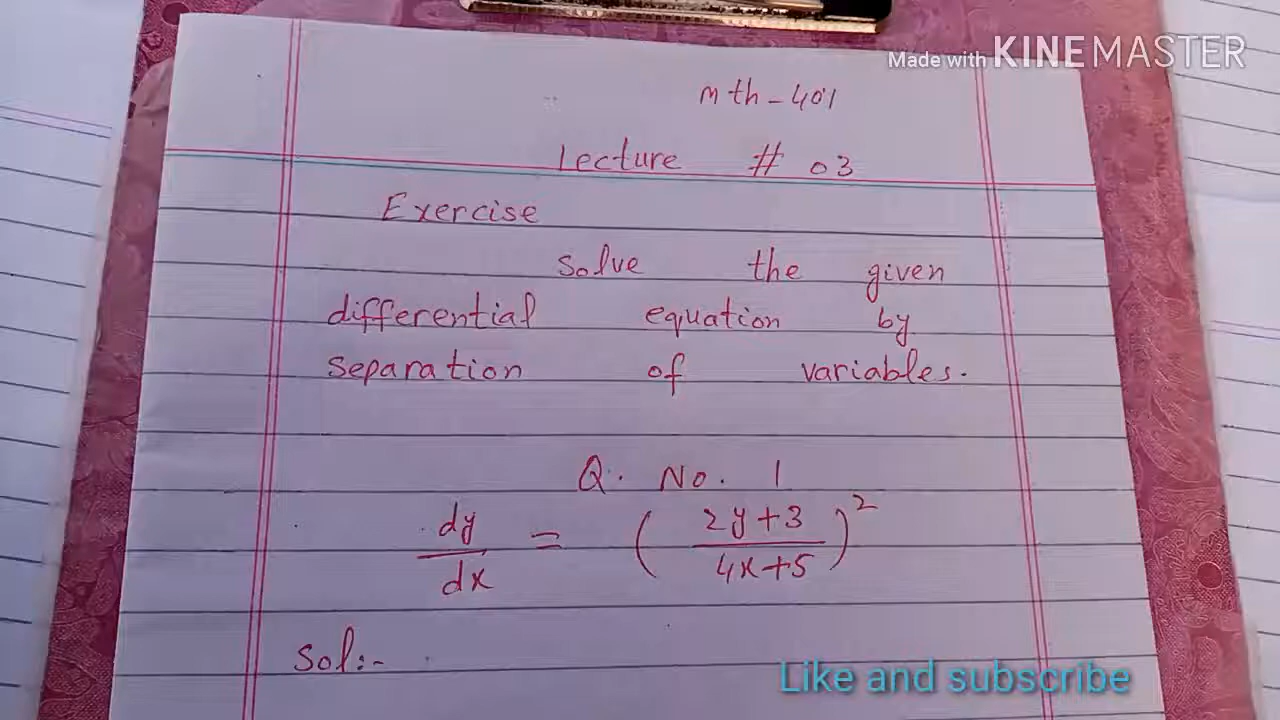 Made with KINEMASTER
mth-401
Lecture # 03
Exercise
Solve the given
differential equation by
separation of variables.
Q. No. 1
dy/dx = (2y+3/4x+5)²
Sol:-
Like and subscribe